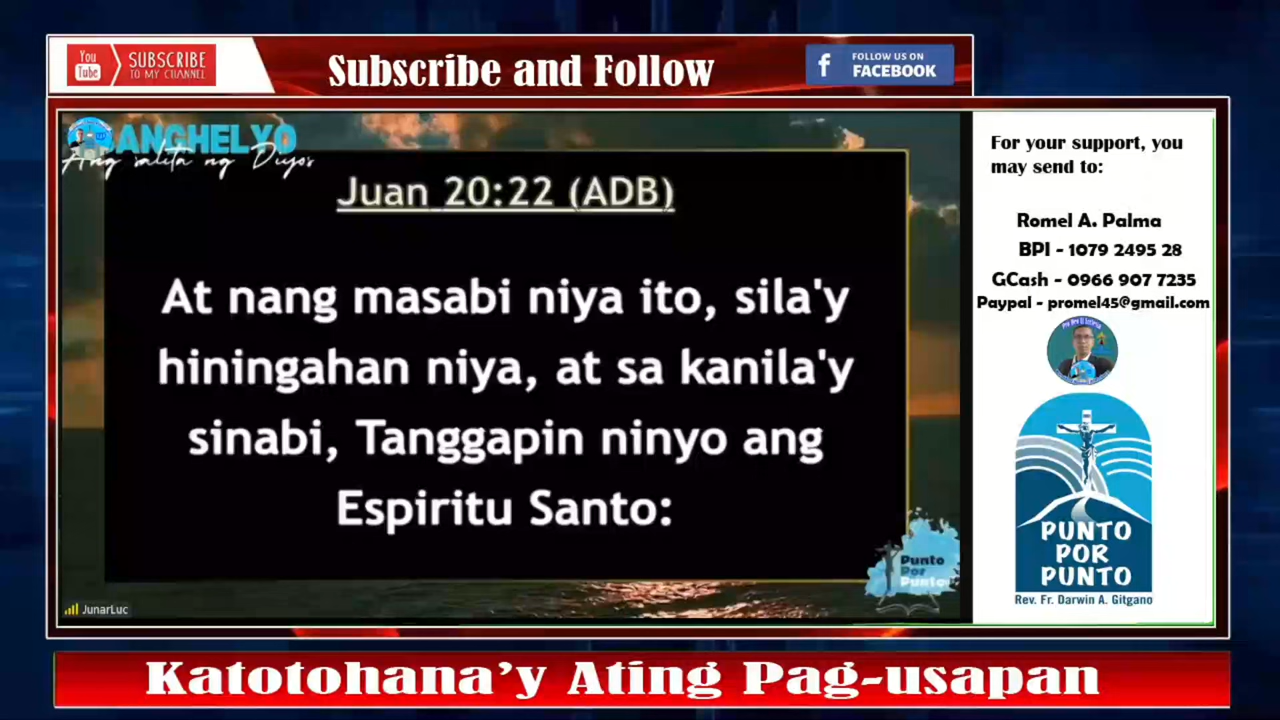 You
Tube
SUBSCRIBE
TO MY CHANNEL
Subscribe and Follow
f
FOLLOW US ON
FACEBOOK
BANGHELYO
Ang salita ng Diyos
Juan 20:22 (ADB)
At nang masabi niya ito, sila'y
hiningahan niya, at sa kanila'y
sinabi, Tanggapin ninyo ang
Espiritu Santo:
Punto
Por
Punto
JunarLuc
For your support, you
may send to:
Romel A. Palma
BPI - 1079 2495 28
GCash - 0966 907 7235
Paypal - promel45@gmail.com
PUNTO
POR
PUNTO
Rev. Fr. Darwin A. Gitgano
Katotohana'y Ating Pag-usapan